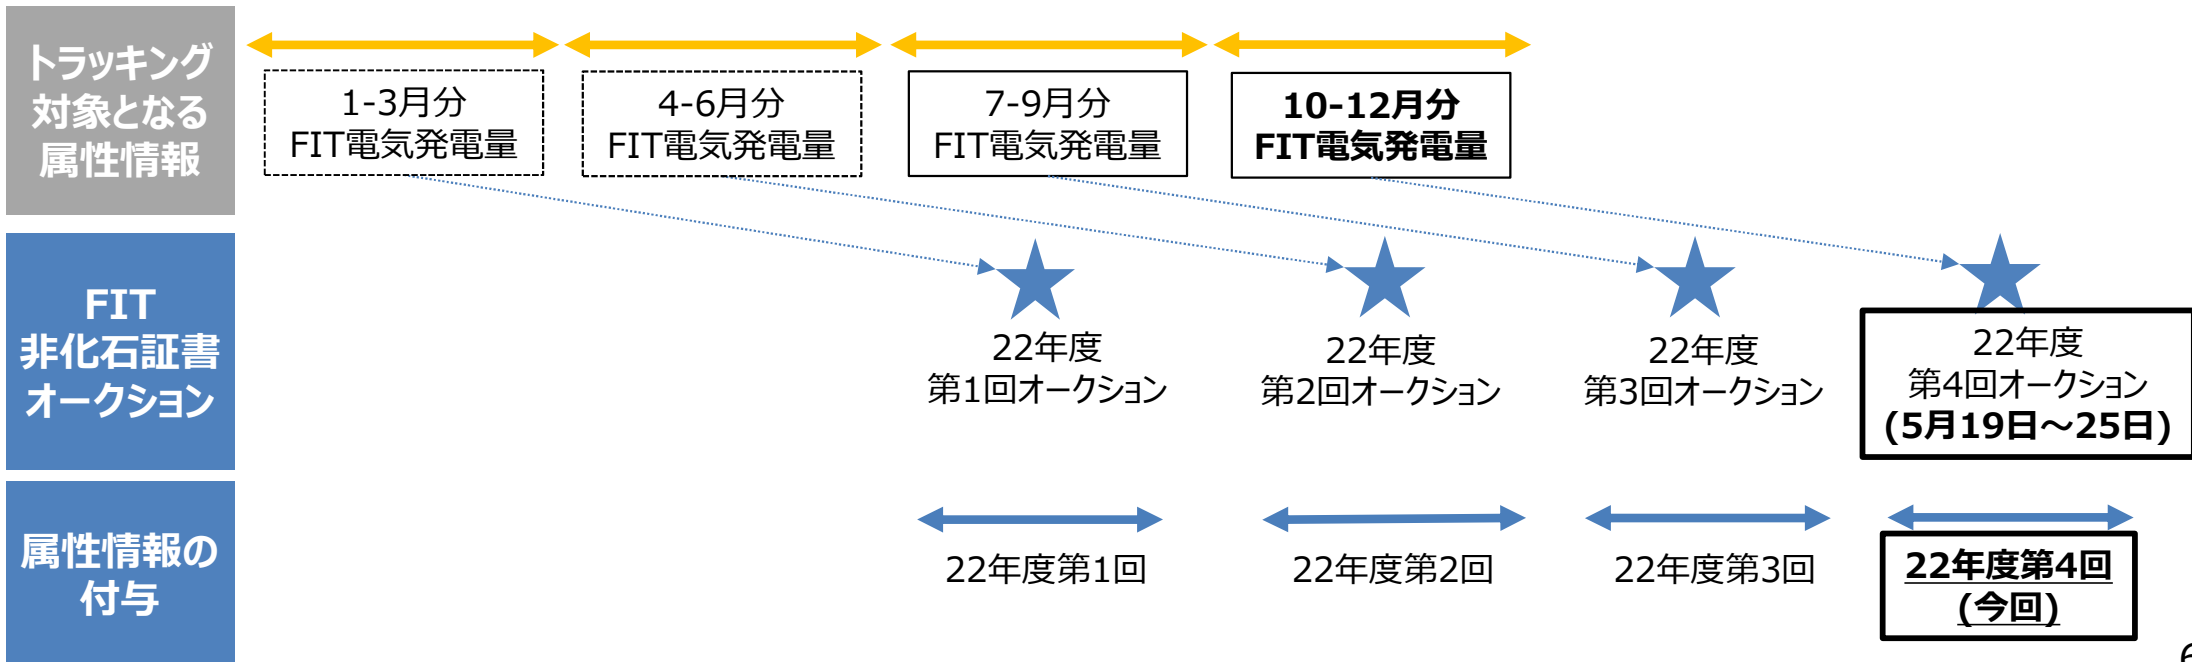 トラッキング
対象となる
属性情報
1-3月分
FIT電気発電量
4-6月分
FIT電気発電量
7-9月分
FIT電気発電量
10-12月分
FIT電気発電量
FIT
非化石証書
オークション
22年度
第1回オークション
22年度
第2回オークション
22年度
第3回オークション
22年度
第4回オークション
(5月19日～25日)
属性情報の
付与
22年度第1回
22年度第2回
22年度第3回
22年度第4回
(今回)